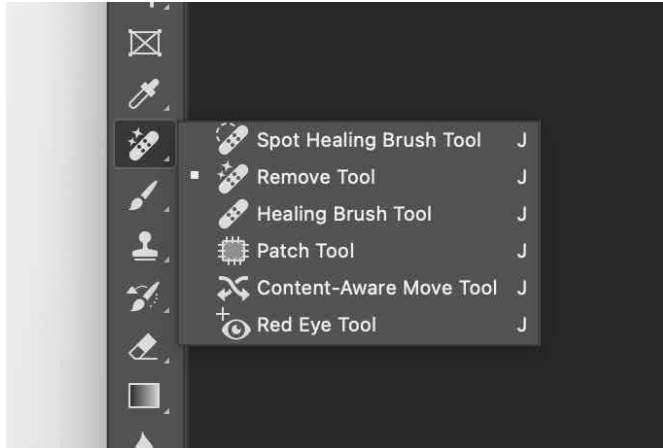 Spot Healing Brush Tool J
Remove Tool J
Healing Brush Tool J
Patch Tool J
Content-Aware Move Tool J
Red Eye Tool J